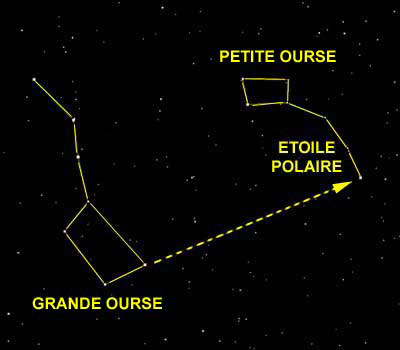 PETITE OURSE
ETOILE
POLAIRE
GRANDE OURSE